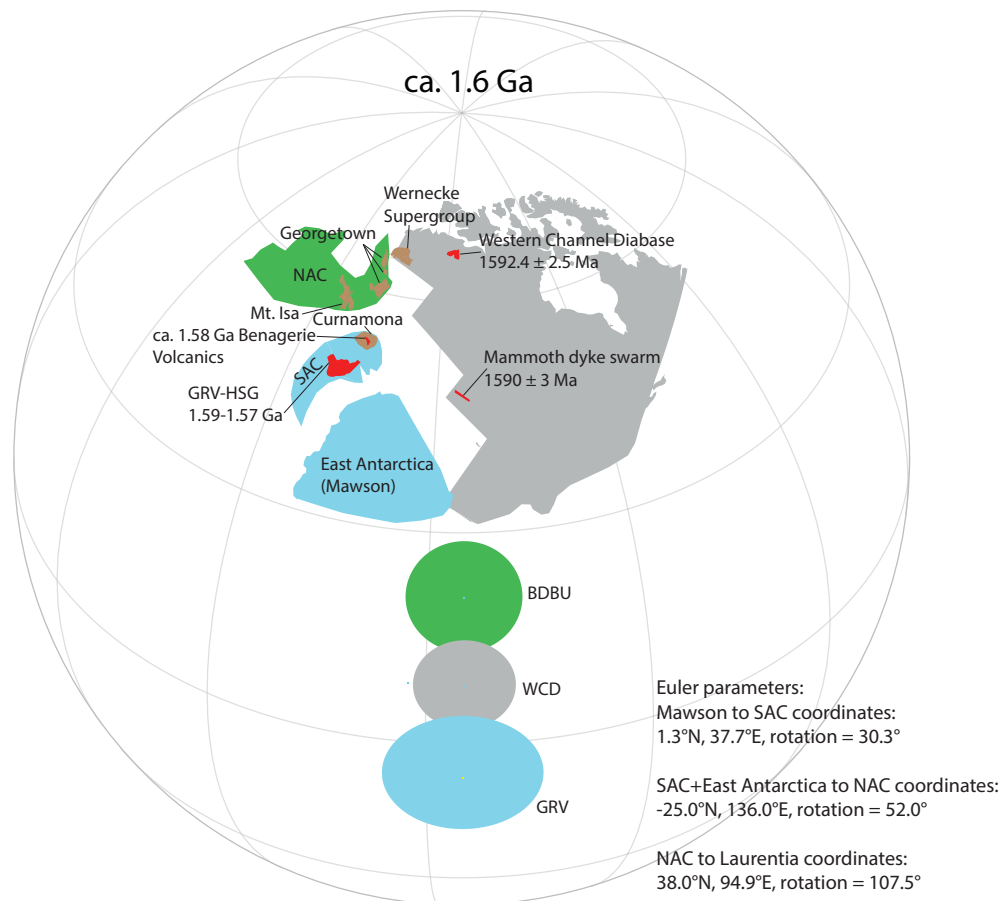 ca. 1.6 Ga
Wernecke
Supergroup
Georgetown
Western Channel Diabase
1592.4 ± 2.5 Ma
NAC
Mt. Isa
Curnamona
ca. 1.58 Ga Benagerie
Volcanics
SAC
GRV-HSG
1.59-1.57 Ga
Mammoth dyke swarm
1590 ± 3 Ma
East Antarctica
(Mawson)
BDBU
WCD
GRV
Euler parameters:
Mawson to SAC coordinates:
1.3°N, 37.7°E, rotation = 30.3°
SAC+East Antarctica to NAC coordinates:
-25.0°N, 136.0°E, rotation = 52.0°
NAC to Laurentia coordinates:
38.0°N, 94.9°E, rotation = 107.5°